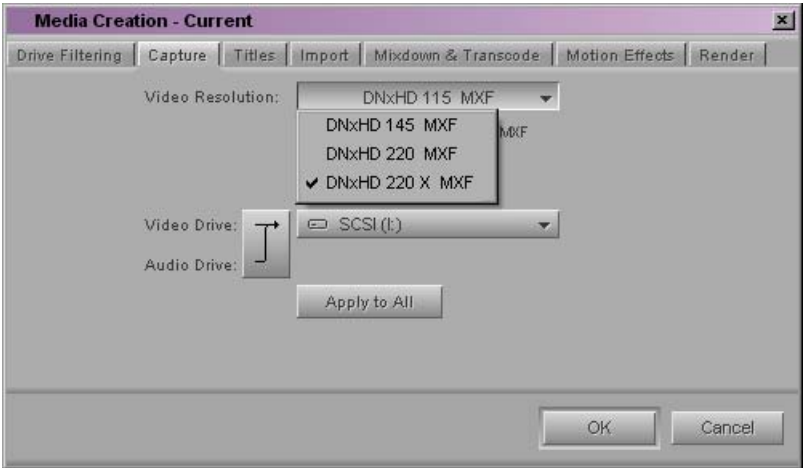 Media Creation - Current
Drive Filtering Capture Titles Import Mixdown & Transcode Motion Effects Render
Video Resolution: DNxHD 115 MXF
DNxHD 145 MXF
MXF
DNxHD 220 MXF
DNxHD 220 X MXF
Video Drive: SCSI (I:)
Audio Drive:
Apply to All
OK Cancel